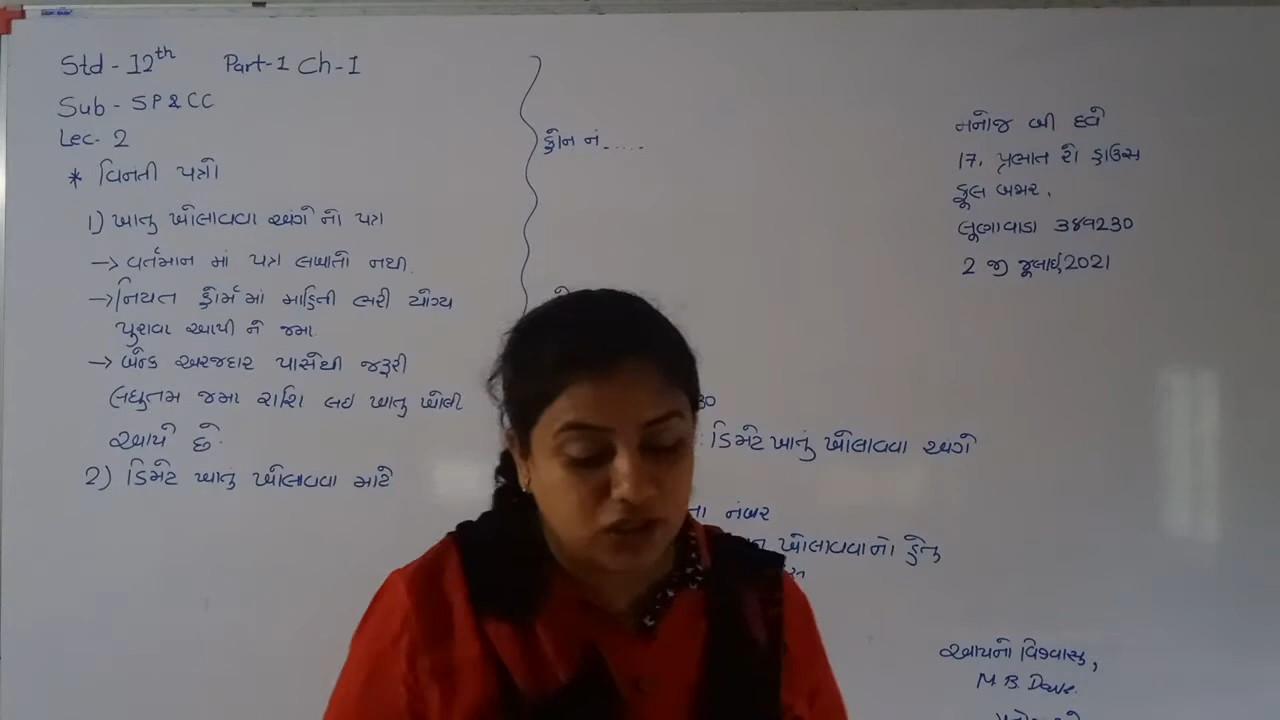 Std - 12th Part-1 Ch-1
Sub - SP & CC
Lec. 2
* વિનંતી પત્રો
1) ખાતુ ખોલાવવા અંગે નો પત્ર
→ વર્તમાન માં પત્ર લખાતો નથી.
→ નિયત ફોર્મ માં માહિતી ભરી યોગ્ય
પુરાવા આપી ને જમા.
→ બેન્ક અરજદાર પાસેથી જરૂરી
લઘુતમ જમા રાશિ લઇ ખાતુ ખોલી
આપે છે.
2) ડિમેટ ખાતું ખોલાવવા માટે
ફોન નં.....
મનોજ બી દવે
17, પ્રભાત રો હાઉસ
ફૂલ બજાર,
લૂણાવાડા 389230
2 જી જૂલાઈ 2021
30
: ડિમેટ ખાતું ખોલાવવા અંગે
ના નંબર
ખોલાવવાનો હેતુ
આપનો વિશ્વાસુ,
M. B. Dave.